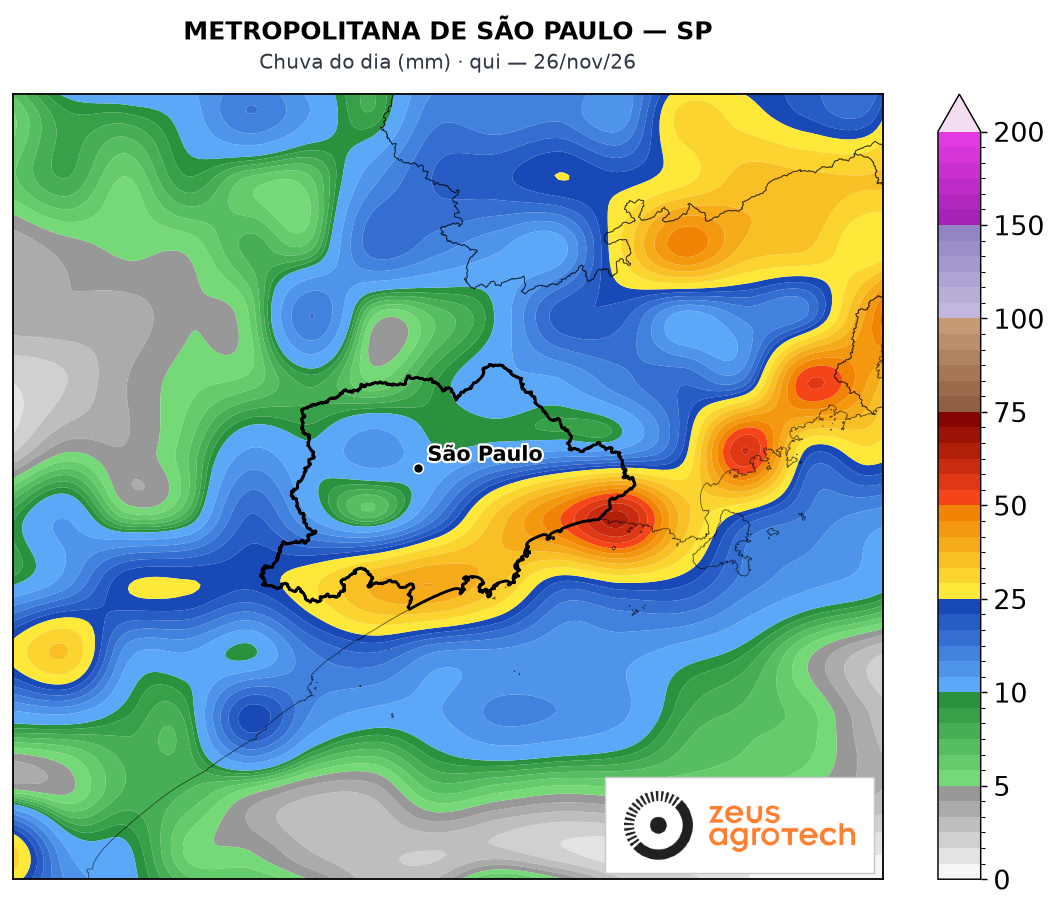 METROPOLITANA DE SÃO PAULO — SP
Chuva do dia (mm) · qui — 26/nov/26
São Paulo
200
150
100
75
50
25
10
5
0
zeus
agrotech